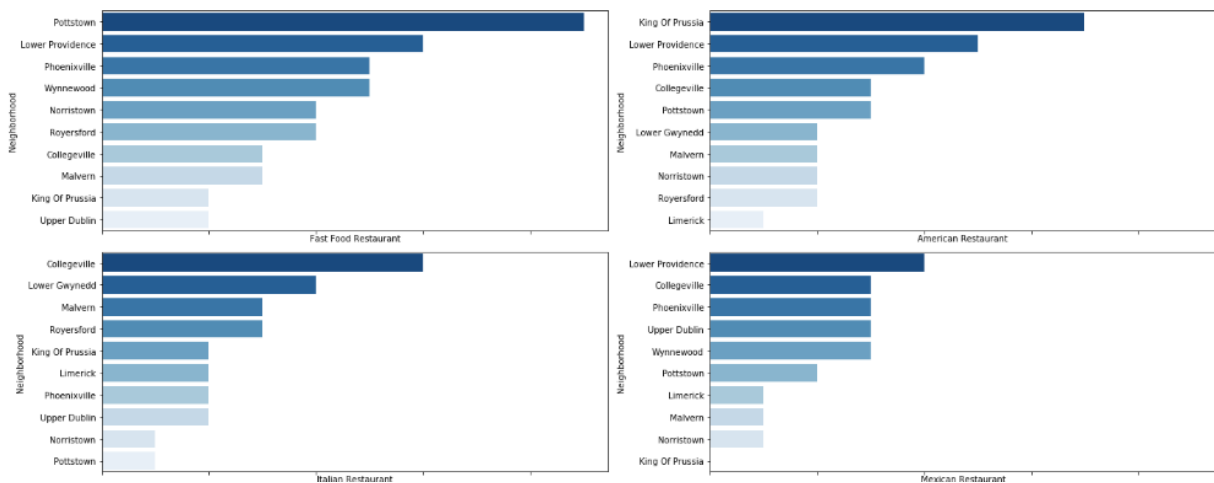 Pottstown
Lower Providence
Phoenixville
Wynnewood
Norristown
Royersford
Collegeville
Malvern
King Of Prussia
Upper Dublin
Neighborhood
Fast Food Restaurant
King Of Prussia
Lower Providence
Phoenixville
Collegeville
Pottstown
Lower Gwynedd
Malvern
Norristown
Royersford
Limerick
Neighborhood
American Restaurant
Collegeville
Lower Gwynedd
Malvern
Royersford
King Of Prussia
Limerick
Phoenixville
Upper Dublin
Norristown
Pottstown
Neighborhood
Italian Restaurant
Lower Providence
Collegeville
Phoenixville
Upper Dublin
Wynnewood
Pottstown
Limerick
Malvern
Norristown
King Of Prussia
Neighborhood
Mexican Restaurant